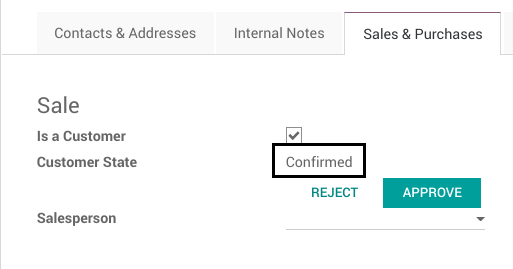 Contacts & Addresses Internal Notes Sales & Purchases
Sale
Is a Customer
Customer State Confirmed
REJECT APPROVE
Salesperson